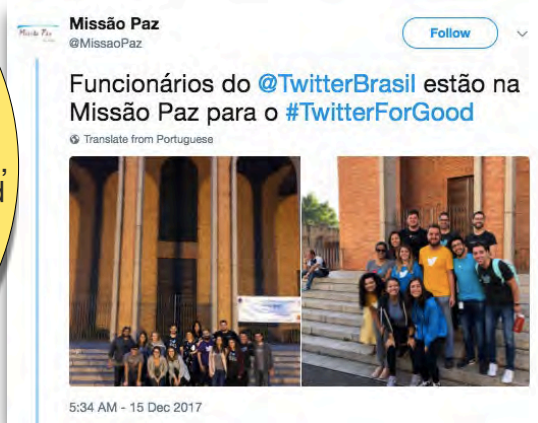 Missão Paz
@MissaoPaz
Follow
Funcionários do @TwitterBrasil estão na
Missão Paz para o #TwitterForGood
Translate from Portuguese
5:34 AM - 15 Dec 2017